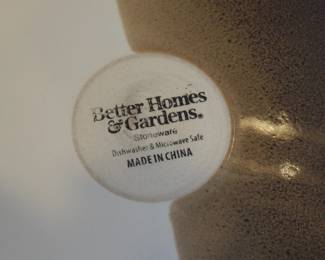 Better Homes
& Gardens®
Stoneware
Dishwasher & Microwave Safe
MADE IN CHINA